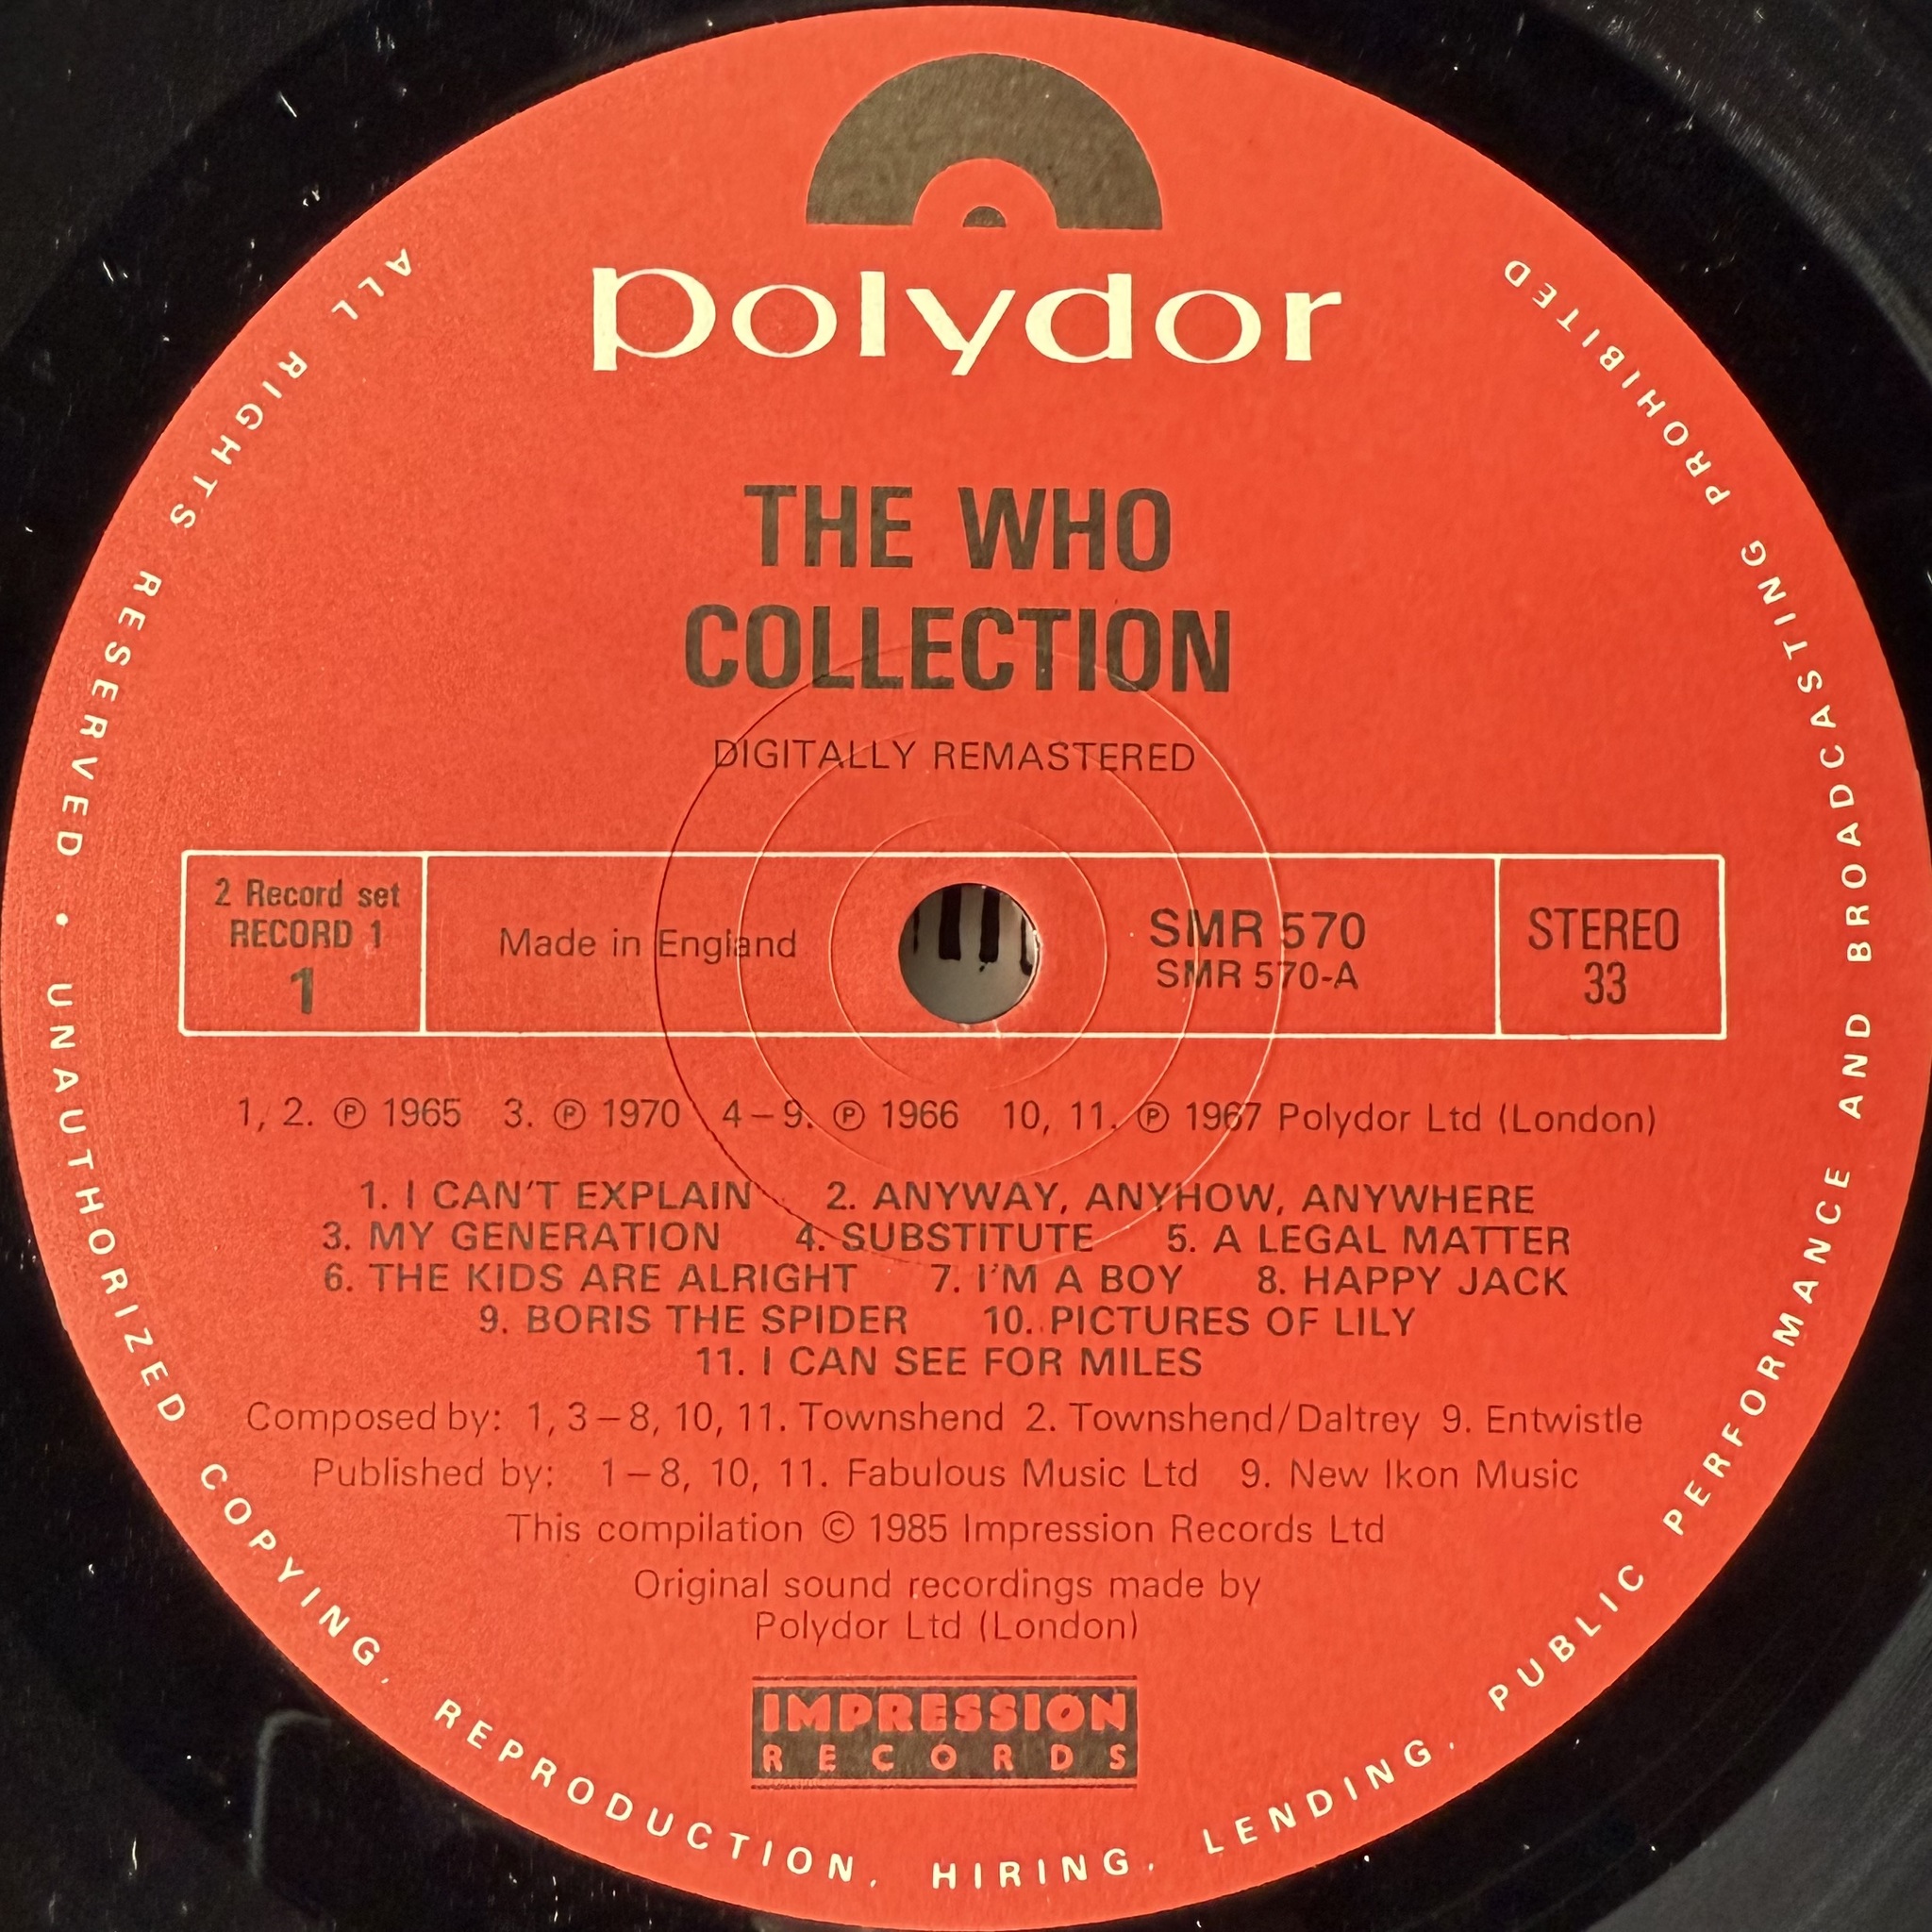 polydor
THE WHO
COLLECTION
DIGITALLY REMASTERED
2 Record set
RECORD 1
1
Made in England
SMR 570
SMR 570-A
STEREO
33
1, 2. ℗ 1965 3. ℗ 1970 4–9. ℗ 1966 10, 11. ℗ 1967 Polydor Ltd (London)
1. I CAN'T EXPLAIN 2. ANYWAY, ANYHOW, ANYWHERE
3. MY GENERATION 4. SUBSTITUTE 5. A LEGAL MATTER
6. THE KIDS ARE ALRIGHT 7. I'M A BOY 8. HAPPY JACK
9. BORIS THE SPIDER 10. PICTURES OF LILY
11. I CAN SEE FOR MILES
Composed by: 1, 3–8, 10, 11. Townshend 2. Townshend/Daltrey 9. Entwistle
Published by: 1–8, 10, 11. Fabulous Music Ltd 9. New Ikon Music
This compilation © 1985 Impression Records Ltd
Original sound recordings made by
Polydor Ltd (London)
IMPRESSION
RECORDS
ALL RIGHTS RESERVED • UNAUTHORIZED COPYING, REPRODUCTION, HIRING, LENDING, PUBLIC PERFORMANCE AND BROADCASTING PROHIBITED